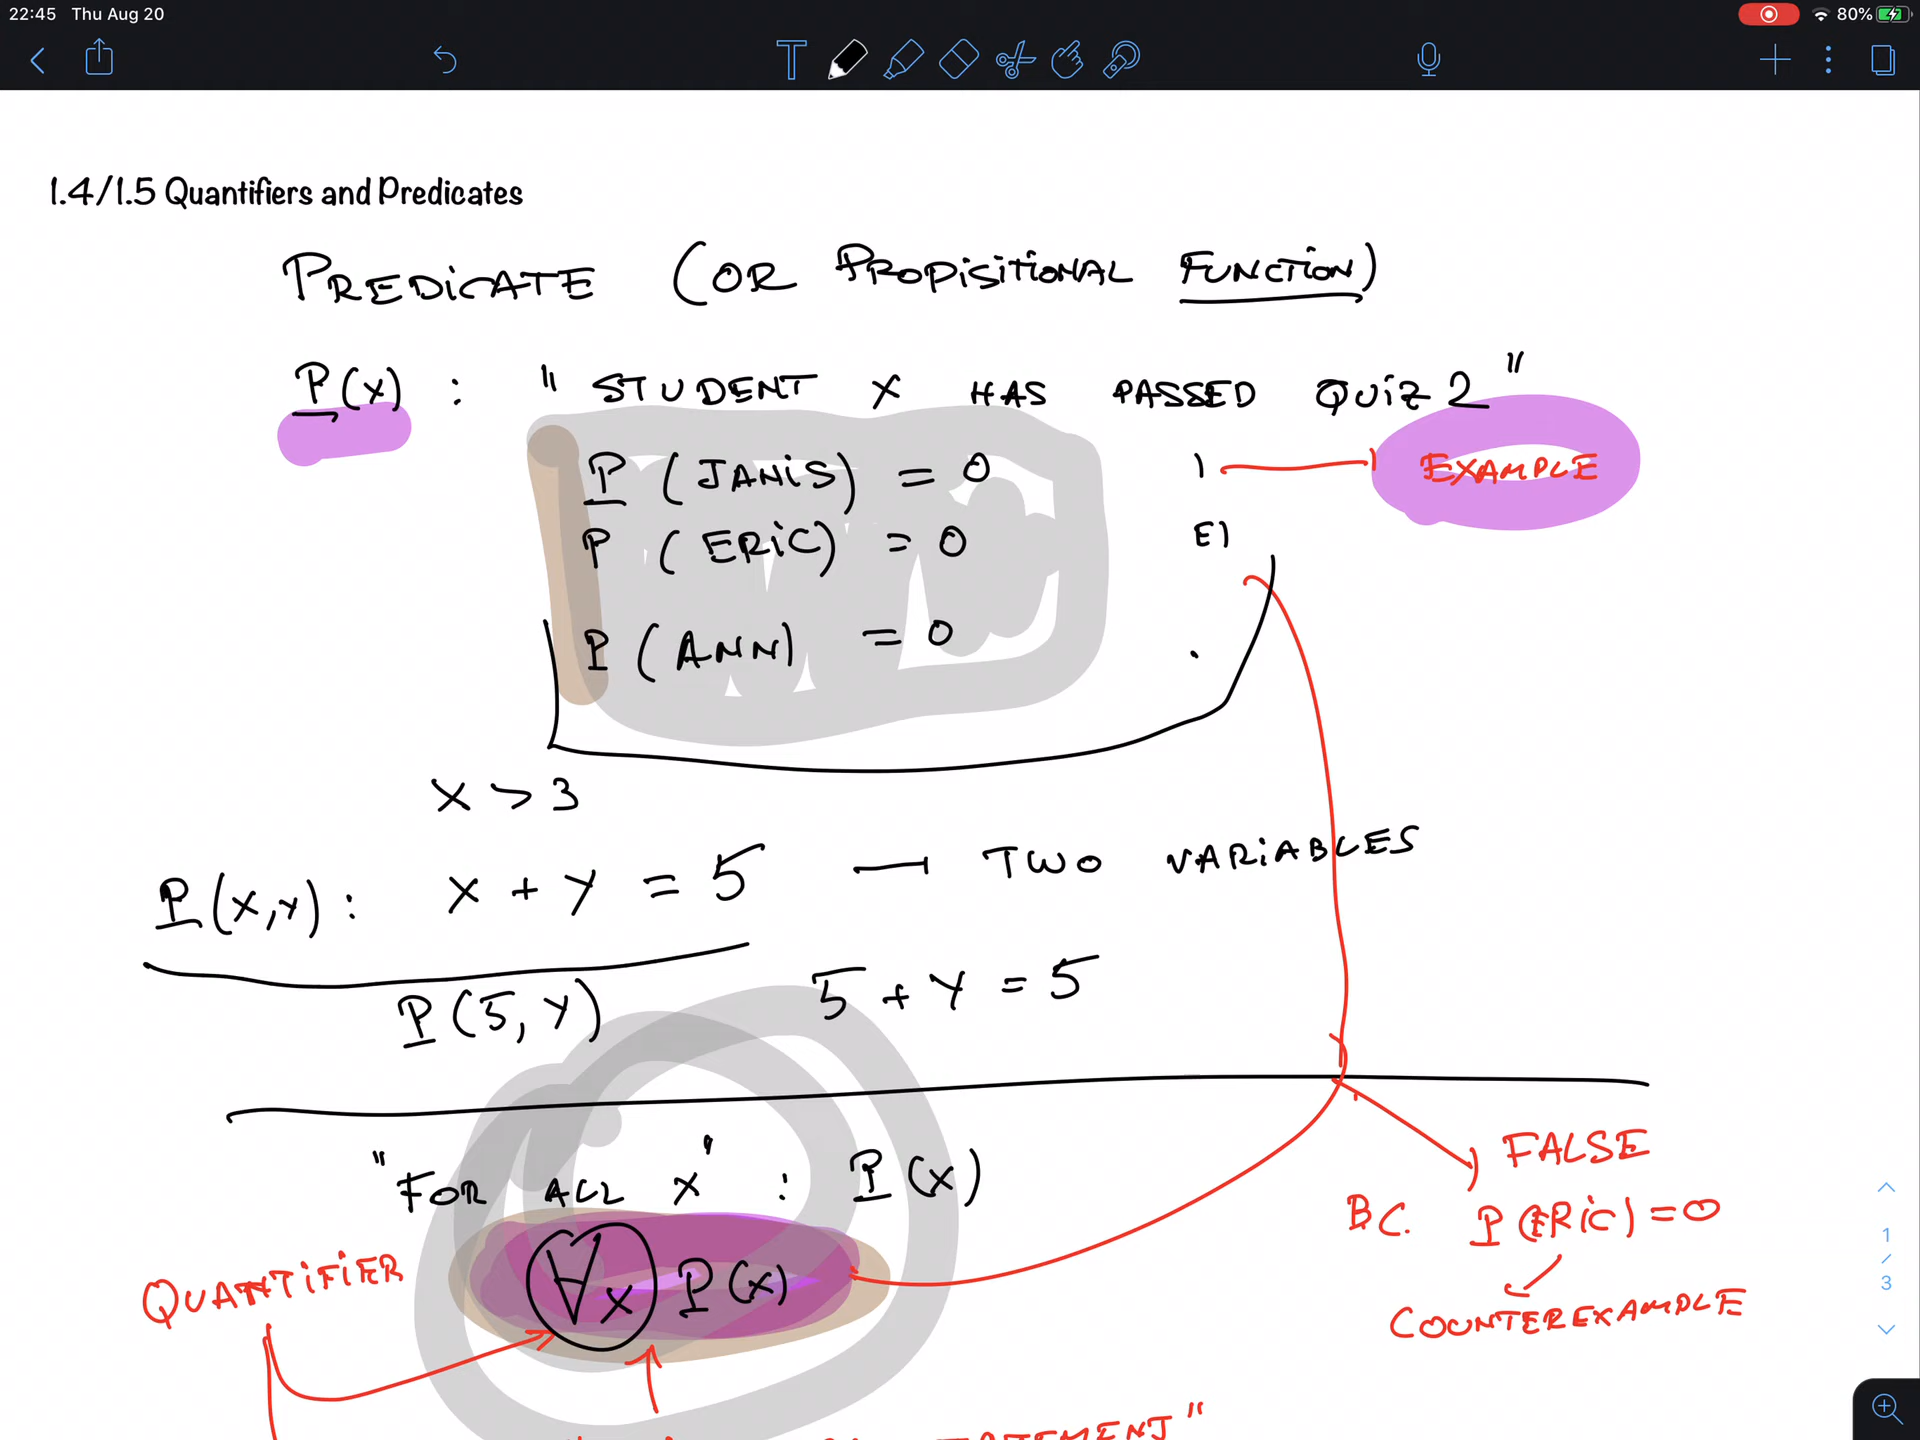 22:45 Thu Aug 20
80%
1.4/1.5 Quantifiers and Predicates
PREDICATE (OR PROPISITIONAL FUNCTION)
P(X) : " STUDENT X HAS PASSED QUIZ 2 "
P (JANIS) = 0 1 EXAMPLE
P (ERIC) = 0 E1
P (ANN) = 0 .
X > 3
P(X,Y) : X + Y = 5 — TWO VARIABLES
P(5,Y) 5 + Y = 5
"FOR ALL X" : P(X)
FALSE
B.C. P(ERIC) = 0
QUANTIFIER ∀x P(X)
COUNTEREXAMPLE
1
/
3